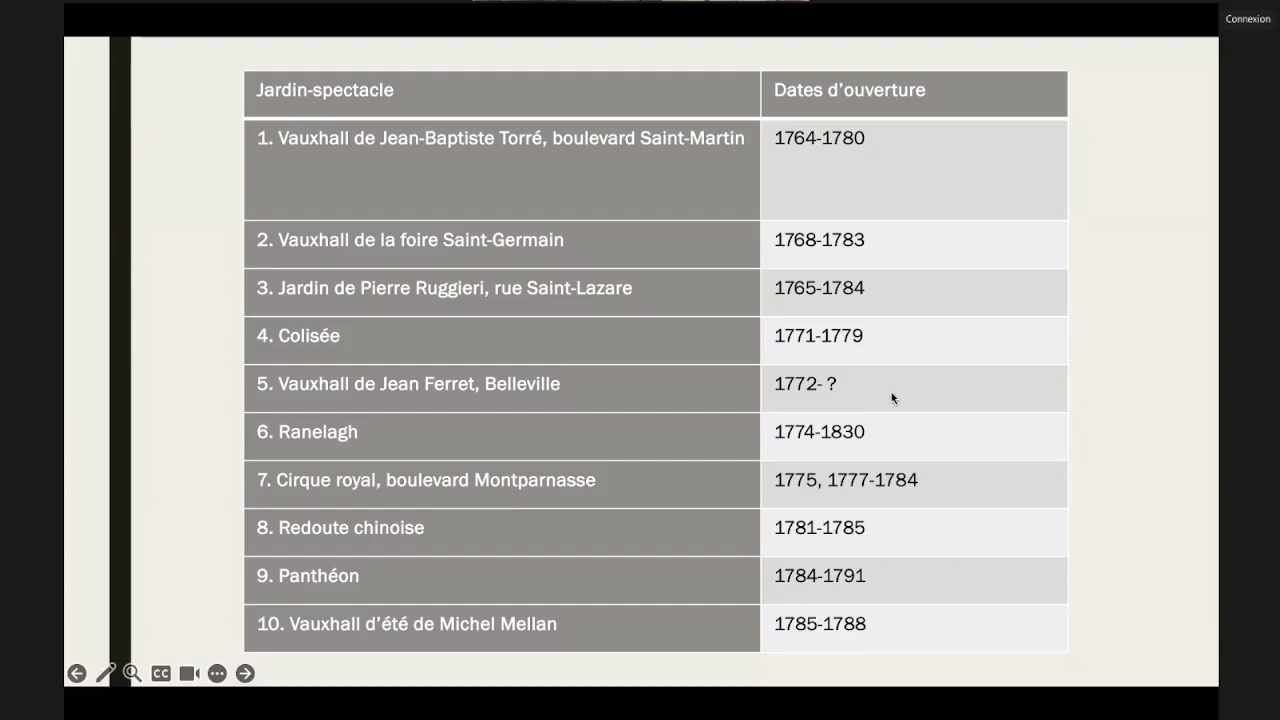 Connexion
Jardin-spectacle Dates d’ouverture
1. Vauxhall de Jean-Baptiste Torré, boulevard Saint-Martin 1764-1780
2. Vauxhall de la foire Saint-Germain 1768-1783
3. Jardin de Pierre Ruggieri, rue Saint-Lazare 1765-1784
4. Colisée 1771-1779
5. Vauxhall de Jean Ferret, Belleville 1772- ?
6. Ranelagh 1774-1830
7. Cirque royal, boulevard Montparnasse 1775, 1777-1784
8. Redoute chinoise 1781-1785
9. Panthéon 1784-1791
10. Vauxhall d’été de Michel Mellan 1785-1788
CC